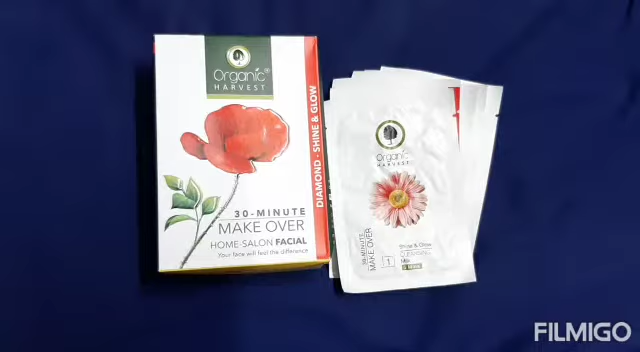 Organic®
HARVEST
DIAMOND - SHINE & GLOW
30-MINUTE
MAKE OVER
HOME-SALON FACIAL
Your face will feel the difference
Organic
HARVEST
30-MINUTE
MAKE OVER
1
Shine & Glow
FILMIGO